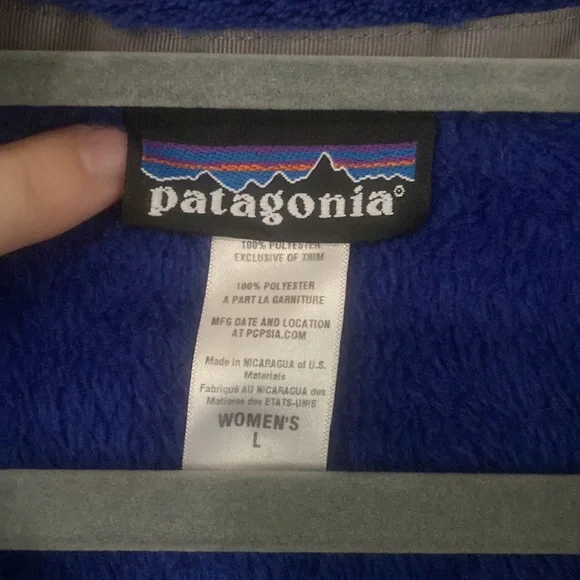 patagonia®
100% POLYESTER
EXCLUSIVE OF TRIM
100% POLYESTER
A PART LA GARNITURE
MFG DATE AND LOCATION
AT PCPSIA.COM
Made in NICARAGUA of U.S.
Materials
Fabriqué AU NICARAGUA des
Matieres des ETATS-UNIS
WOMEN'S
L